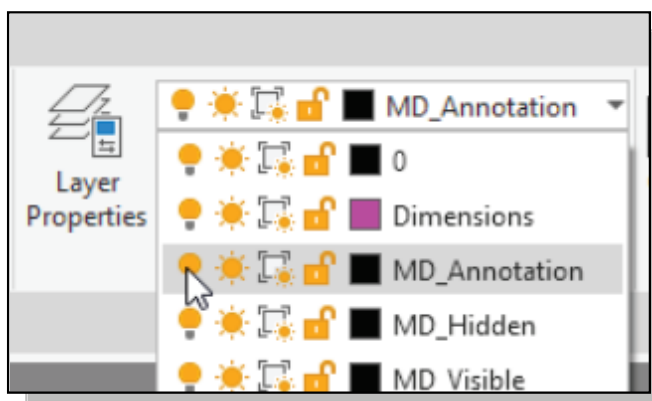 MD_Annotation
Layer
Properties
0
Dimensions
MD_Annotation
MD_Hidden
MD_Visible